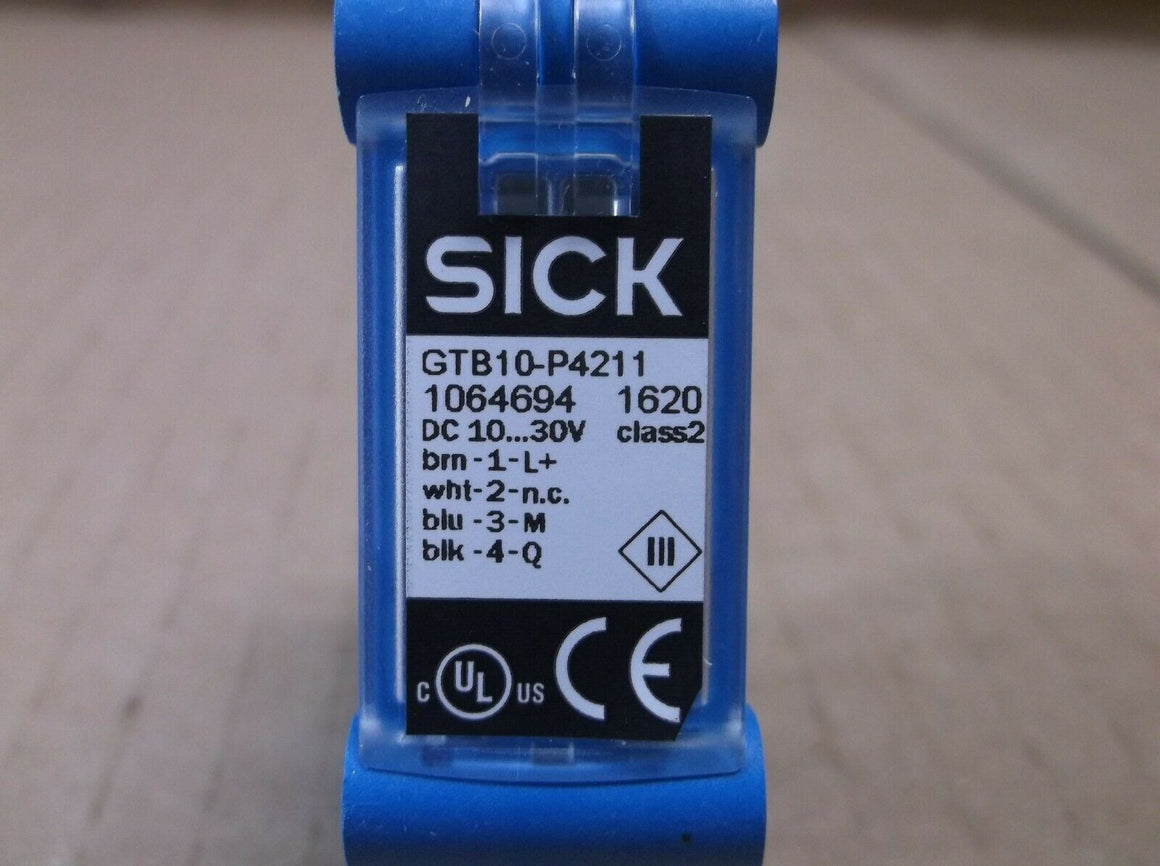 SICK
GTB10-P4211
1064694 1620
DC 10...30V class2
brn -1-L+
wht-2-n.c.
blu -3-M
blk -4-Q
III
C UL US CE